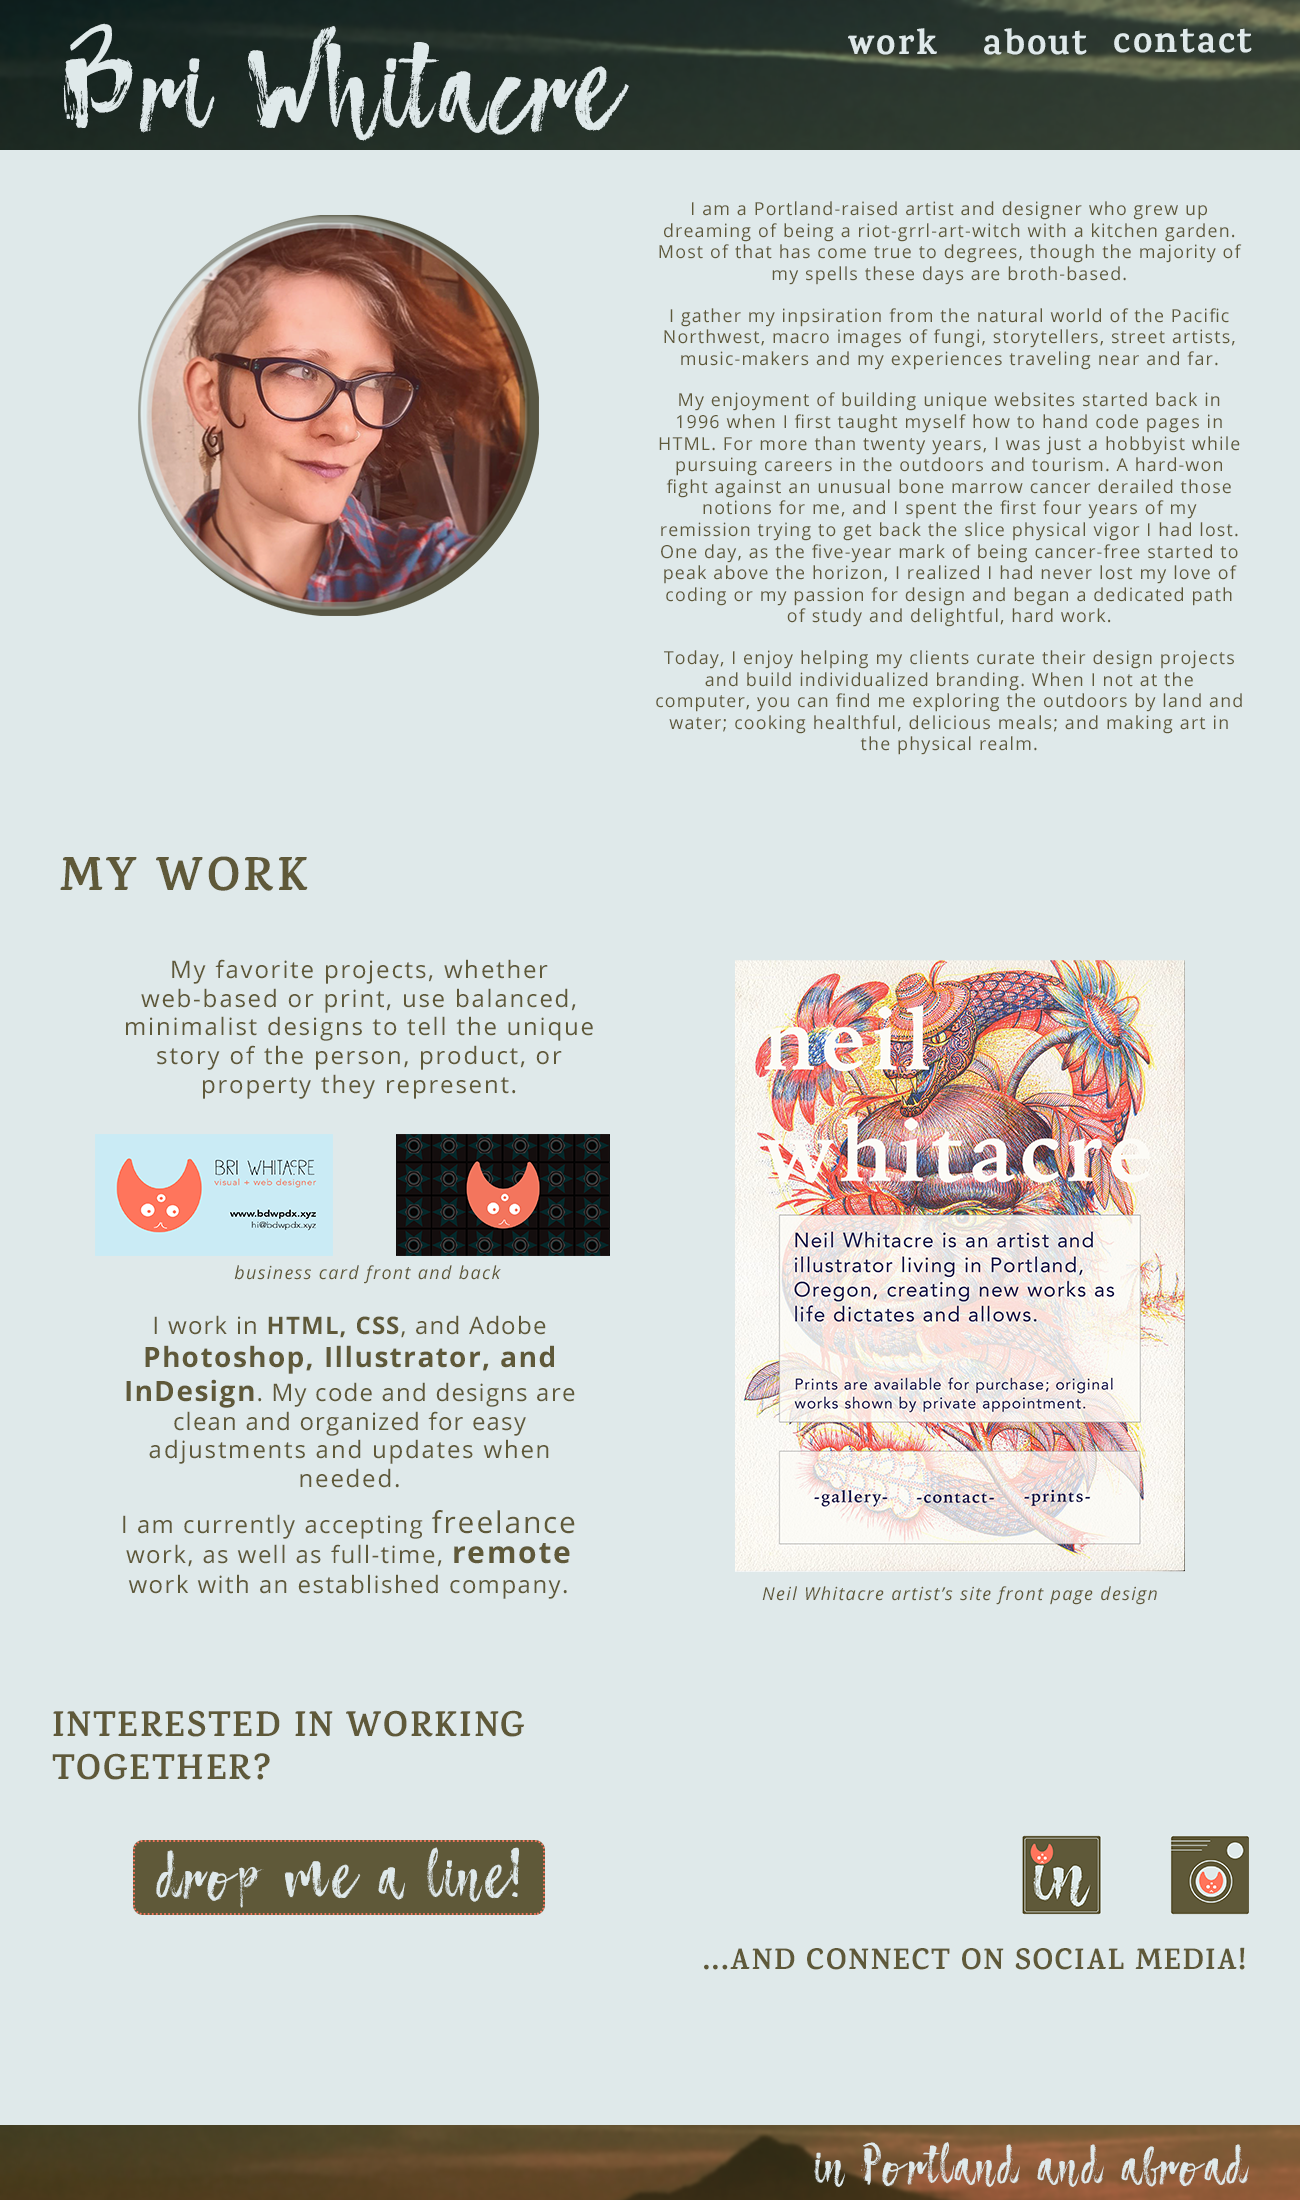 Bri Whitacre
work about contact
I am a Portland-raised artist and designer who grew up
dreaming of being a riot-grrl-art-witch with a kitchen garden.
Most of that has come true to degrees, though the majority of
my spells these days are broth-based.
I gather my inpsiration from the natural world of the Pacific
Northwest, macro images of fungi, storytellers, street artists,
music-makers and my experiences traveling near and far.
My enjoyment of building unique websites started back in
1996 when I first taught myself how to hand code pages in
HTML. For more than twenty years, I was just a hobbyist while
pursuing careers in the outdoors and tourism. A hard-won
fight against an unusual bone marrow cancer derailed those
notions for me, and I spent the first four years of my
remission trying to get back the slice physical vigor I had lost.
One day, as the five-year mark of being cancer-free started to
peak above the horizon, I realized I had never lost my love of
coding or my passion for design and began a dedicated path
of study and delightful, hard work.
Today, I enjoy helping my clients curate their design projects
and build individualized branding. When I not at the
computer, you can find me exploring the outdoors by land and
water; cooking healthful, delicious meals; and making art in
the physical realm.
MY WORK
My favorite projects, whether
web-based or print, use balanced,
minimalist designs to tell the unique
story of the person, product, or
property they represent.
BRI WHITACRE
visual + web designer
www.bdwpdx.xyz
hi@bdwpdx.xyz
business card front and back
I work in HTML, CSS, and Adobe
Photoshop, Illustrator, and
InDesign. My code and designs are
clean and organized for easy
adjustments and updates when
needed.
I am currently accepting freelance
work, as well as full-time, remote
work with an established company.
neil
whitacre
Neil Whitacre is an artist and
illustrator living in Portland,
Oregon, creating new works as
life dictates and allows.
Prints are available for purchase; original
works shown by private appointment.
-gallery- -contact- -prints-
Neil Whitacre artist's site front page design
INTERESTED IN WORKING
TOGETHER?
drop me a line!
in
...AND CONNECT ON SOCIAL MEDIA!
in Portland and abroad